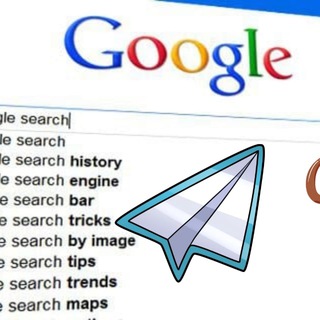 Google
gle search
le search
le search history
e search engine
e search bar
e search tricks
e search by image
e search tips
e search trends
e search maps